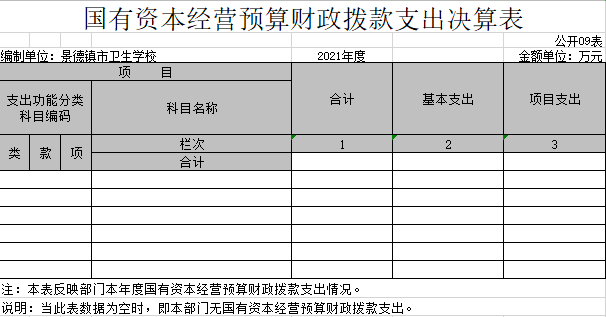 国有资本经营预算财政拨款支出决算表
公开09表
编制单位：景德镇市卫生学校 2021年度 金额单位：万元
项 目
支出功能分类科目编码 科目名称 合计 基本支出 项目支出
类 款 项 栏次 1 2 3
合计
注：本表反映部门本年度国有资本经营预算财政拨款支出情况。
说明：当此表数据为空时，即本部门无国有资本经营预算财政拨款支出。